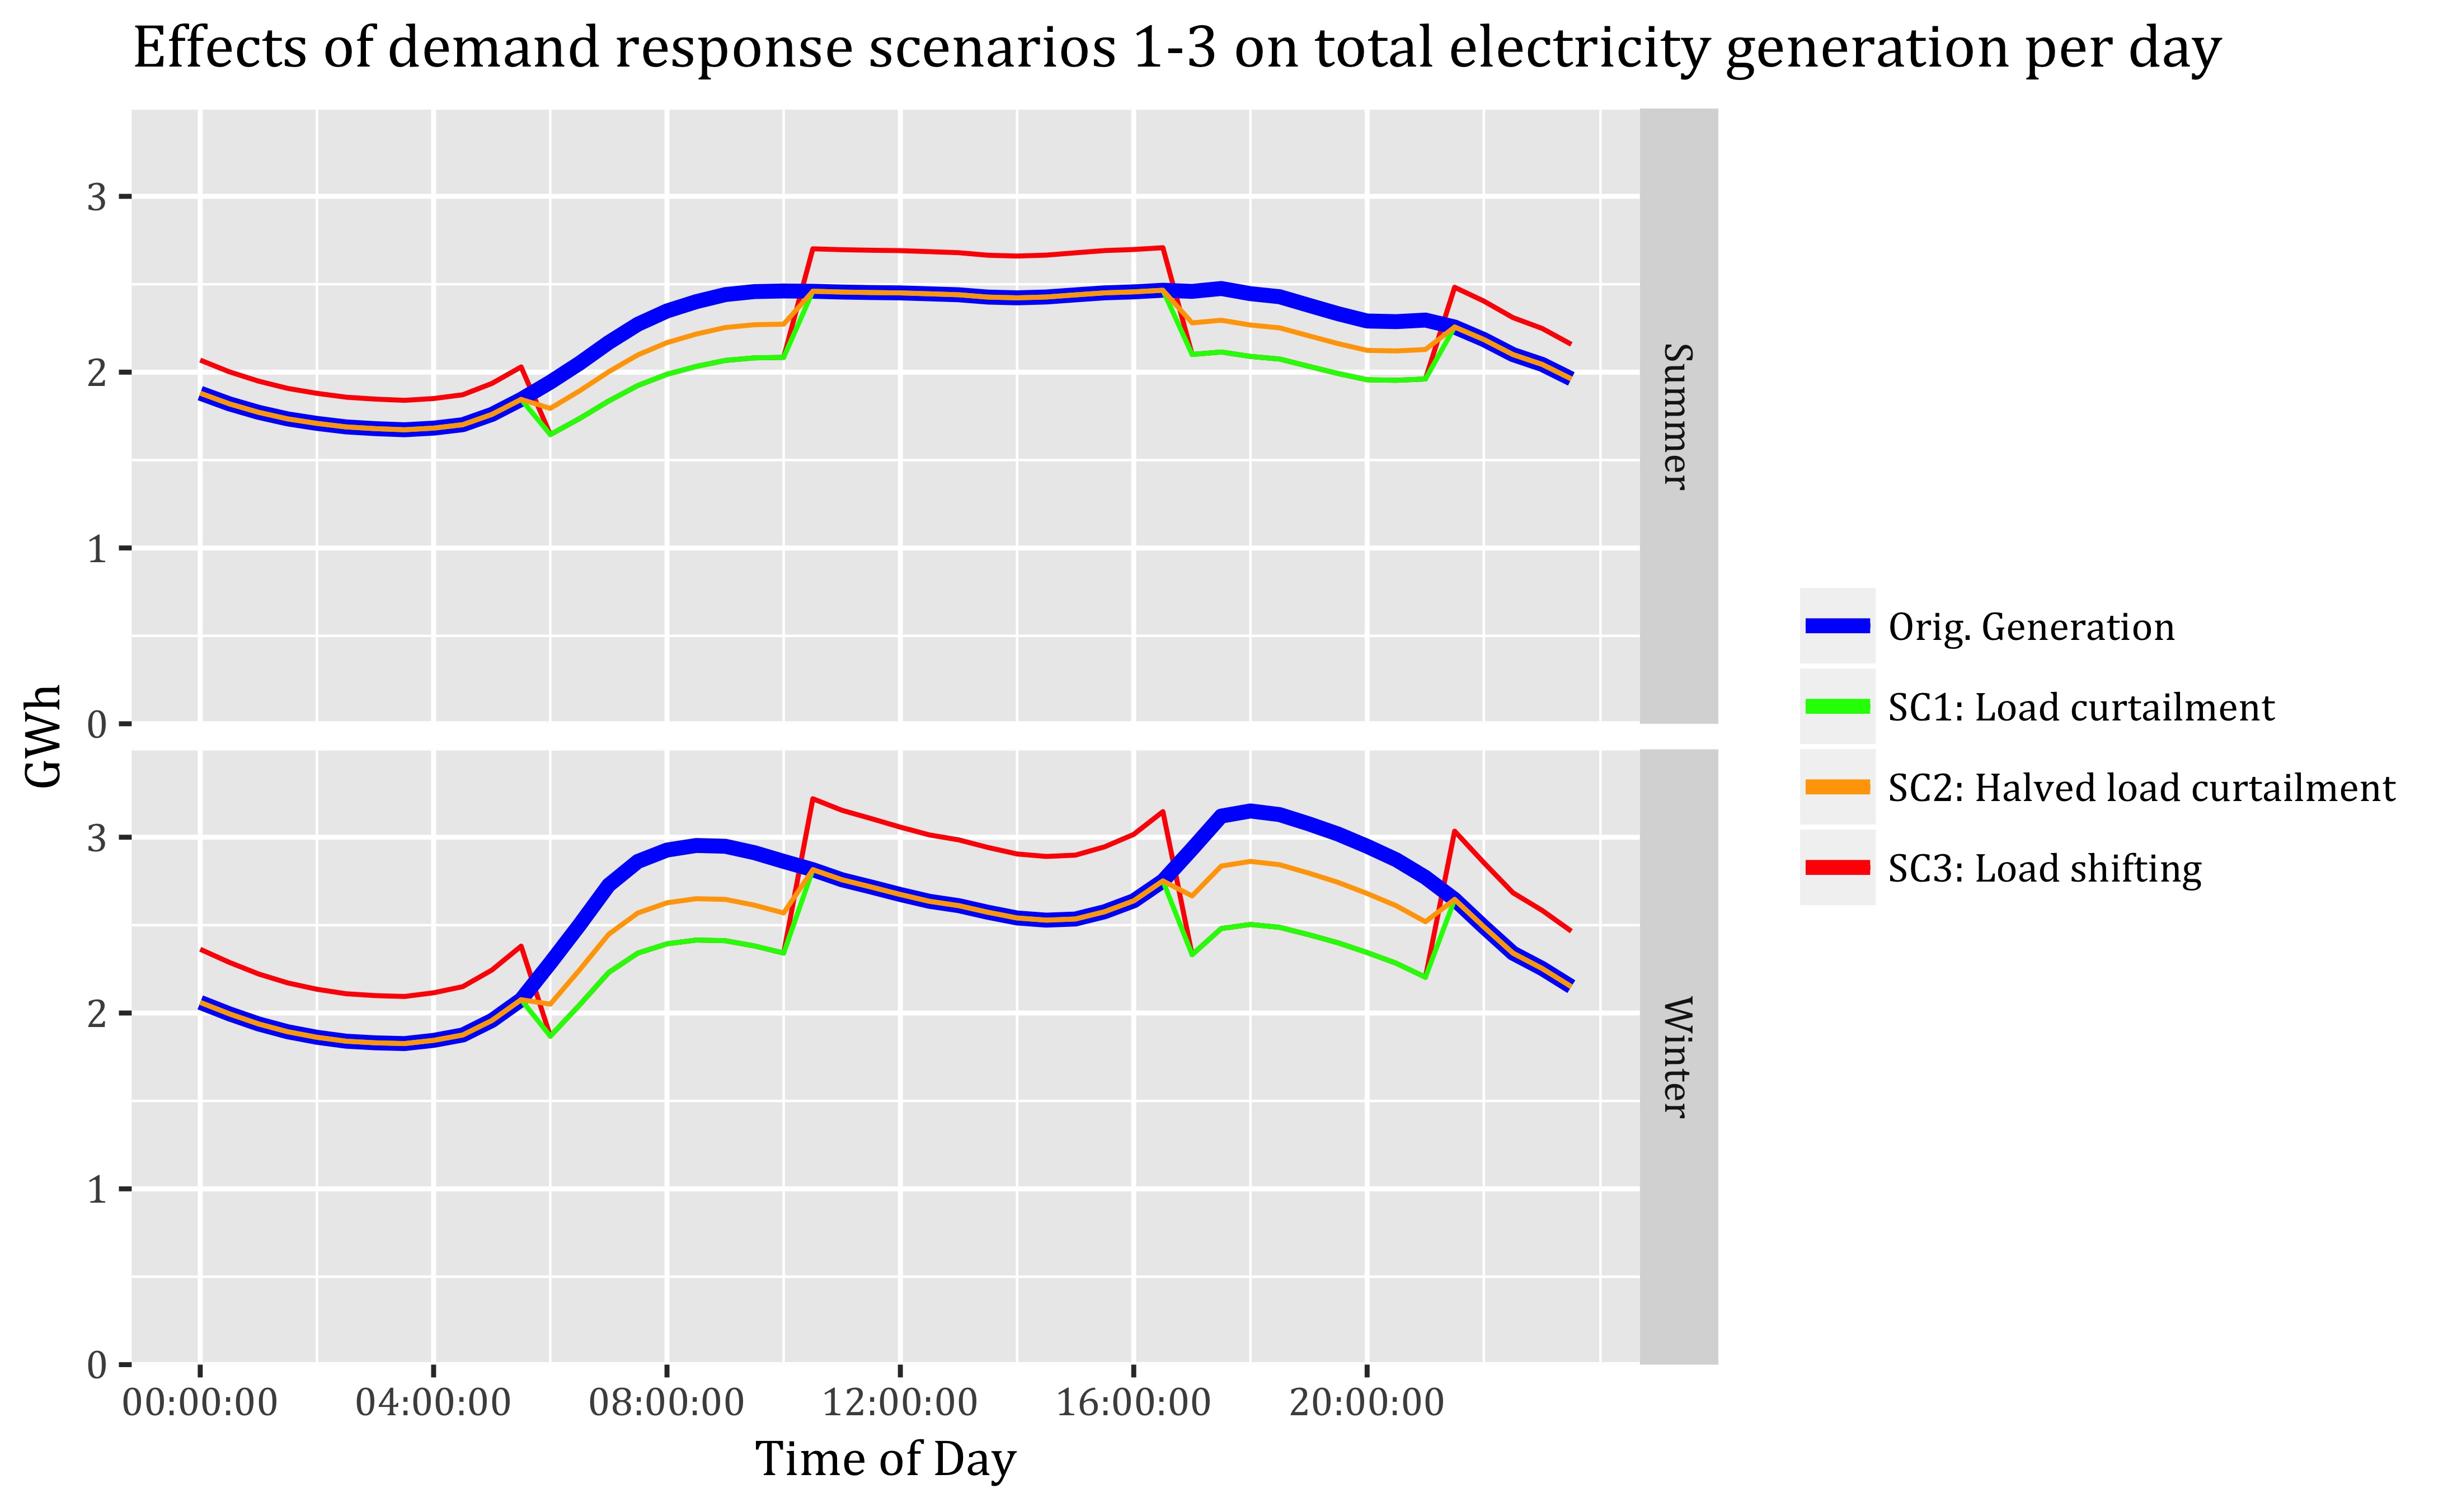 Effects of demand response scenarios 1-3 on total electricity generation per day
GWh
3
2
1
0
Summer
3
2
1
0
Winter
00:00:00 04:00:00 08:00:00 12:00:00 16:00:00 20:00:00
Time of Day
Orig. Generation
SC1: Load curtailment
SC2: Halved load curtailment
SC3: Load shifting